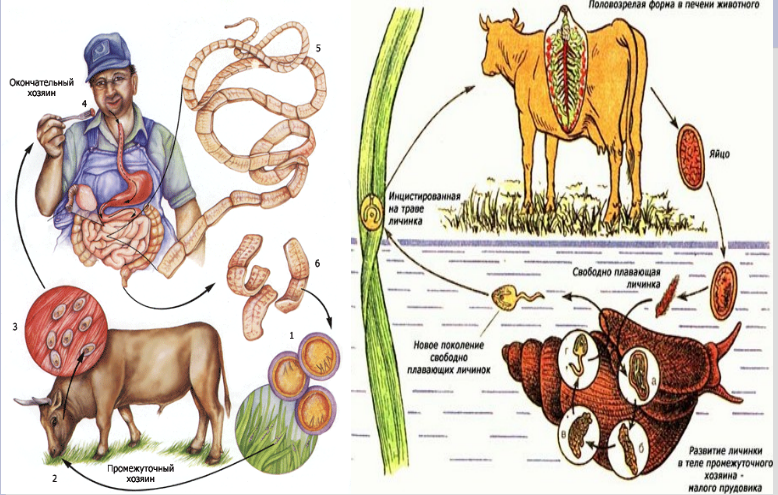 Окончательный
хозяин
4
5
6
3
1
2
Промежуточный
хозяин
Половозрелая форма в печени животного
Яйцо
Инцистированная
на траве
личинка
Свободно плавающая
личинка
Новое поколение
свободно
плавающих личинок
г
а
в
б
Развитие личинки
в теле промежуточного
хозяина -
малого прудовика